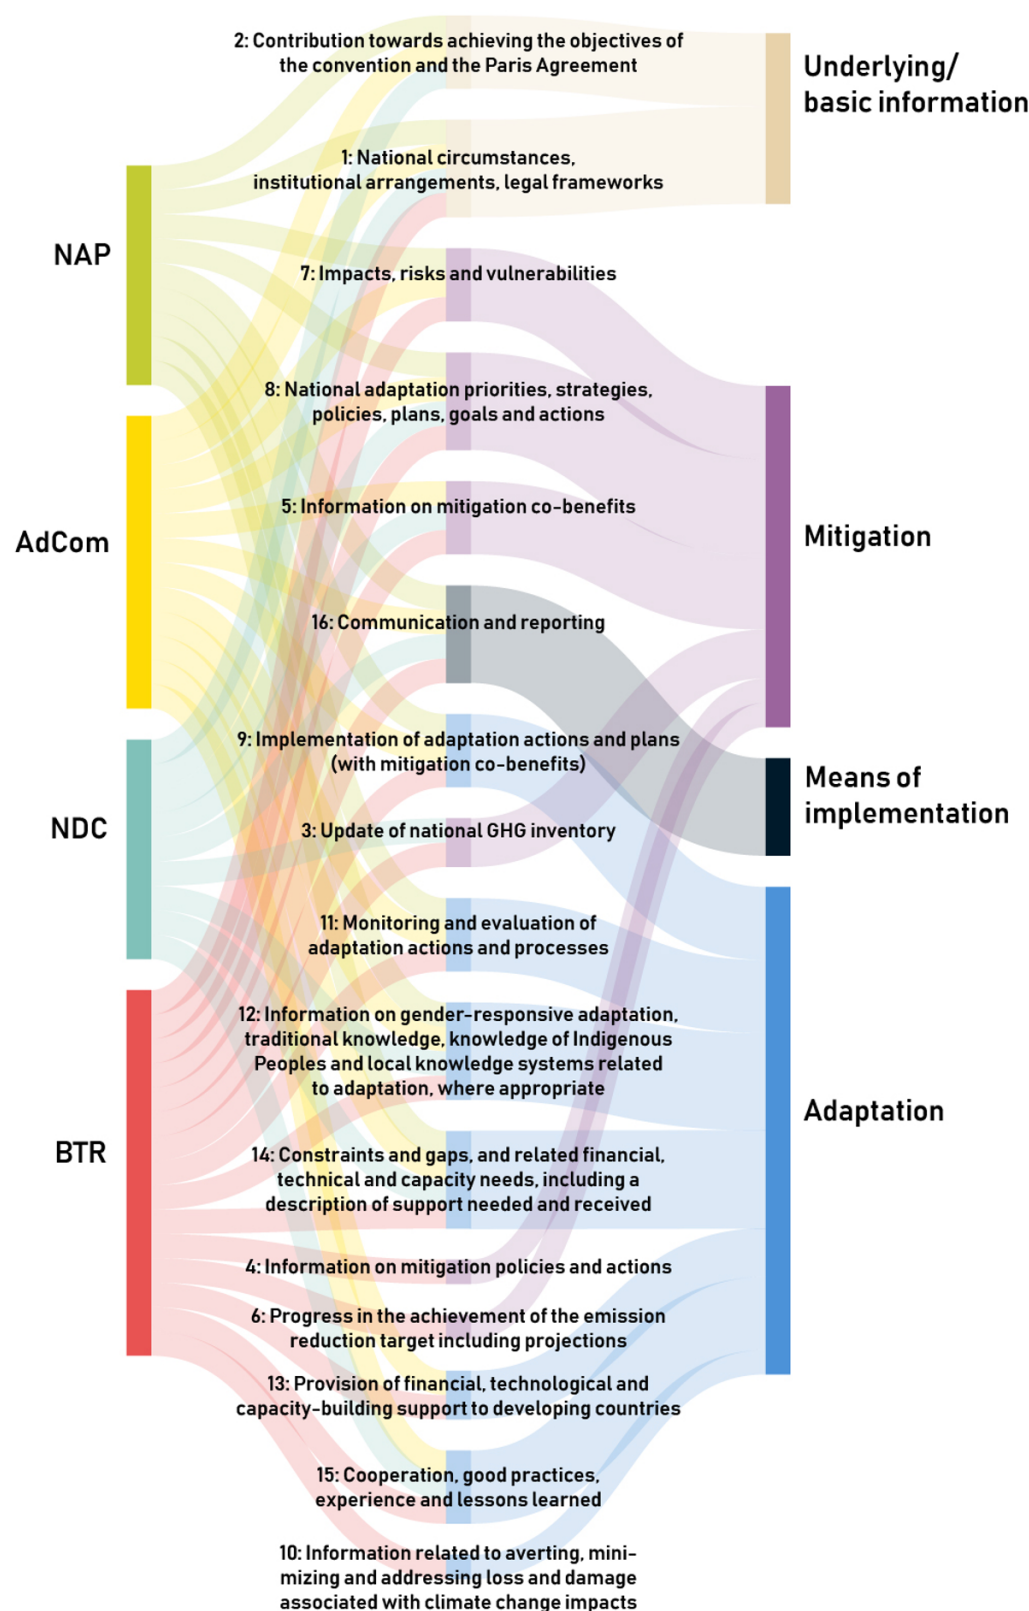 2: Contribution towards achieving the objectives of
the convention and the Paris Agreement
Underlying/
basic information
1: National circumstances,
institutional arrangements, legal frameworks
NAP
7: Impacts, risks and vulnerabilities
8: National adaptation priorities, strategies,
policies, plans, goals and actions
5: Information on mitigation co-benefits
AdCom
Mitigation
16: Communication and reporting
9: Implementation of adaptation actions and plans
(with mitigation co-benefits)
Means of
implementation
NDC
3: Update of national GHG inventory
11: Monitoring and evaluation of
adaptation actions and processes
12: Information on gender-responsive adaptation,
traditional knowledge, knowledge of Indigenous
Peoples and local knowledge systems related
to adaptation, where appropriate
Adaptation
BTR
14: Constraints and gaps, and related financial,
technical and capacity needs, including a
description of support needed and received
4: Information on mitigation policies and actions
6: Progress in the achievement of the emission
reduction target including projections
13: Provision of financial, technological and
capacity-building support to developing countries
15: Cooperation, good practices,
experience and lessons learned
10: Information related to averting, mini-
mizing and addressing loss and damage
associated with climate change impacts